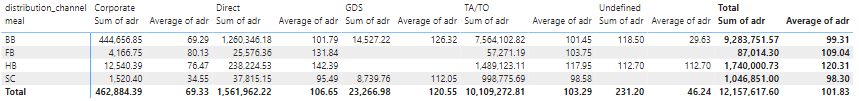 distribution_channel Corporate Direct GDS TA/TO Undefined Total
meal Sum of adr Average of adr Sum of adr Average of adr Sum of adr Average of adr Sum of adr Average of adr Sum of adr Average of adr Sum of adr Average of adr
BB 444,656.85 69.29 1,260,346.18 101.79 14,527.22 126.32 7,564,102.82 101.45 118.50 29.63 9,283,751.57 99.31
FB 4,166.75 80.13 25,576.36 131.84 57,271.19 103.75 87,014.30 109.04
HB 12,540.39 76.47 238,224.53 142.39 1,489,123.11 117.95 112.70 112.70 1,740,000.73 120.31
SC 1,520.40 34.55 37,815.15 95.49 8,739.76 112.05 998,775.69 98.58 1,046,851.00 98.30
Total 462,884.39 69.33 1,561,962.22 106.65 23,266.98 120.55 10,109,272.81 103.29 231.20 46.24 12,157,617.60 101.83